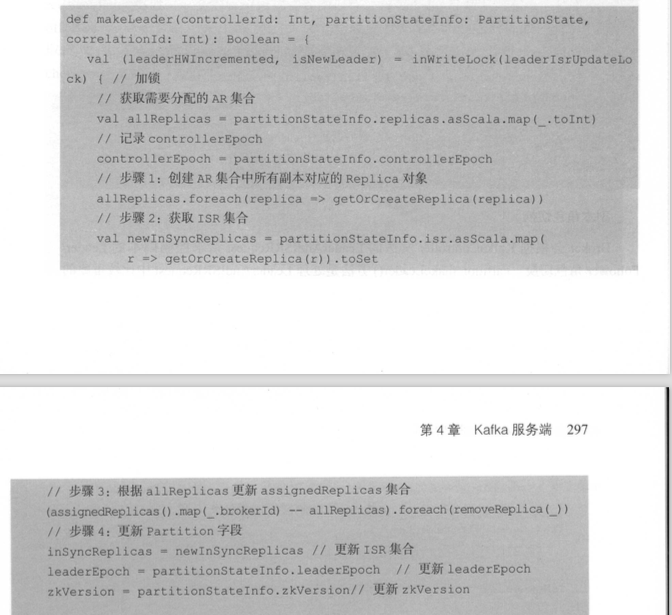 def makeLeader(controllerId: Int, partitionStateInfo: PartitionState,
correlationId: Int): Boolean = {
val (leaderHWIncremented, isNewLeader) = inWriteLock(leaderIsrUpdateLo
ck) { // 加锁
// 获取需要分配的 AR 集合
val allReplicas = partitionStateInfo.replicas.asScala.map(_.toInt)
// 记录 controllerEpoch
controllerEpoch = partitionStateInfo.controllerEpoch
// 步骤 1：创建 AR 集合中所有副本对应的 Replica 对象
allReplicas.foreach(replica => getOrCreateReplica(replica))
// 步骤 2：获取 ISR 集合
val newInSyncReplicas = partitionStateInfo.isr.asScala.map(
r => getOrCreateReplica(r)).toSet
第 4 章 Kafka 服务端 297
// 步骤 3：根据 allReplicas 更新 assignedReplicas 集合
(assignedReplicas().map(_.brokerId) -- allReplicas).foreach(removeReplica(_))
// 步骤 4：更新 Partition 字段
inSyncReplicas = newInSyncReplicas // 更新 ISR 集合
leaderEpoch = partitionStateInfo.leaderEpoch // 更新 leaderEpoch
zkVersion = partitionStateInfo.zkVersion// 更新 zkVersion